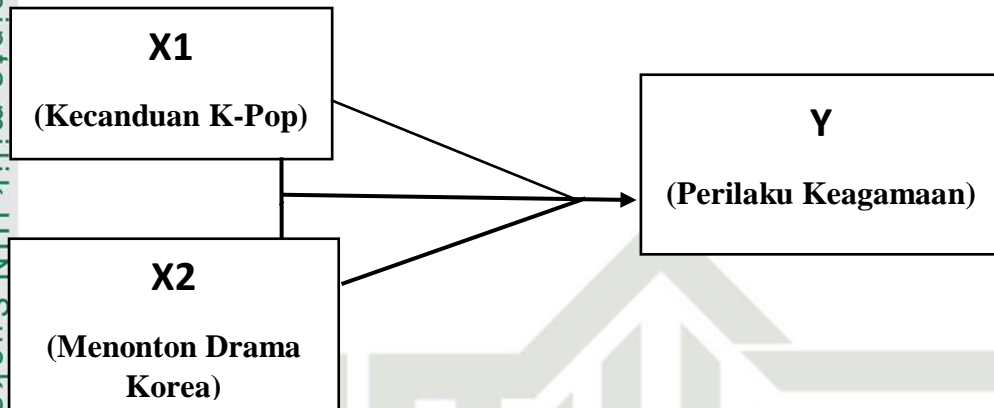 X1
(Kecanduan K-Pop)
Y
(Perilaku Keagamaan)
X2
(Menonton Drama
Korea)